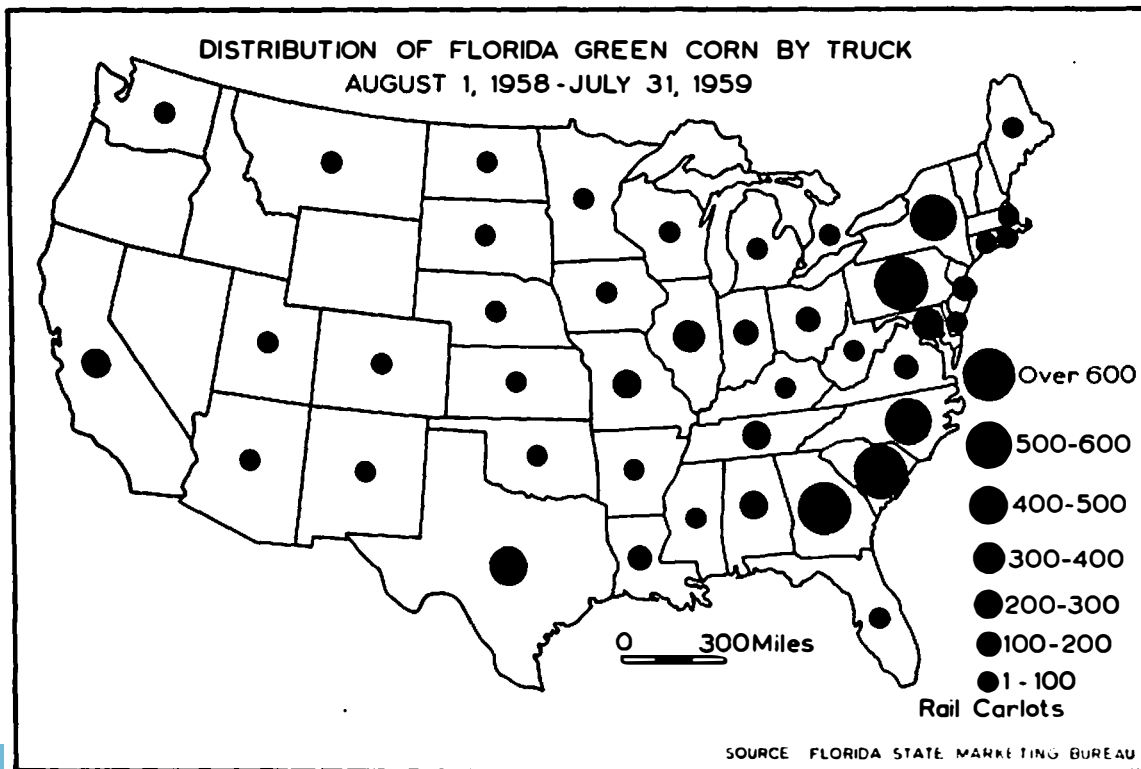 DISTRIBUTION OF FLORIDA GREEN CORN BY TRUCK
AUGUST 1, 1958-JULY 31, 1959
Over 600
500-600
400-500
300-400
200-300
100-200
1-100
Rail Carlots
0 300 Miles
SOURCE FLORIDA STATE MARKETING BUREAU